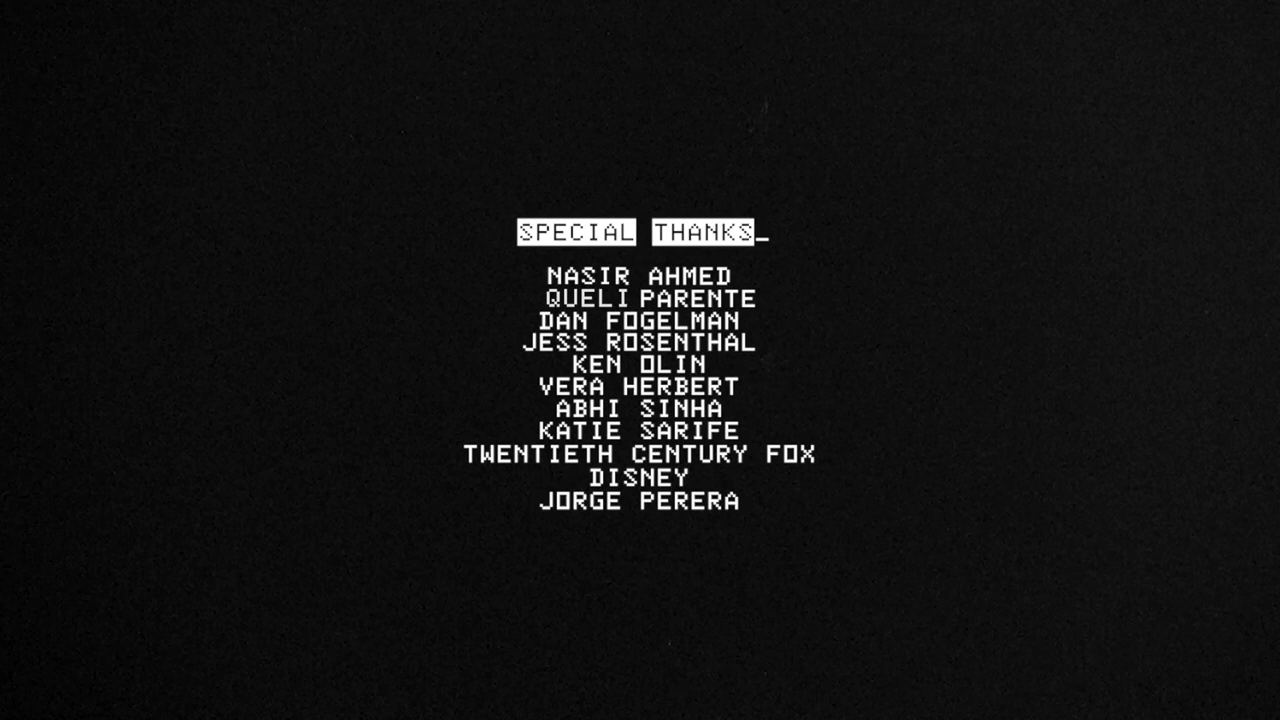 SPECIAL THANKS_
NASIR AHMED
QUELI PARENTE
DAN FOGELMAN
JESS ROSENTHAL
KEN OLIN
VERA HERBERT
ABHI SINHA
KATIE SARIFE
TWENTIETH CENTURY FOX
DISNEY
JORGE PERERA